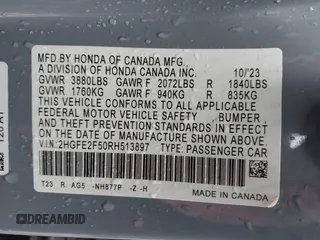 MFD.BY HONDA OF CANADA MFG.
A DIVISION OF HONDA CANADA INC. 10/'23
GVWR 3880LBS GAWR F 2072LBS R 1840LBS
GVWR 1760KG GAWR F 940KG R 835KG
THIS VEHICLE CONFORMS TO ALL APPLICABLE
FEDERAL MOTOR VEHICLE SAFETY, BUMPER,
AND THEFT PREVENTION STANDARDS IN EFFECT
ON THE DATE OF MANUFACTURE SHOWN ABOVE.
V.I.N:2HGFE2F50RH513897 TYPE:PASSENGER CAR
T23 R AG5 -NH877P -Z -H
MADE IN CANADA
DREAMBID